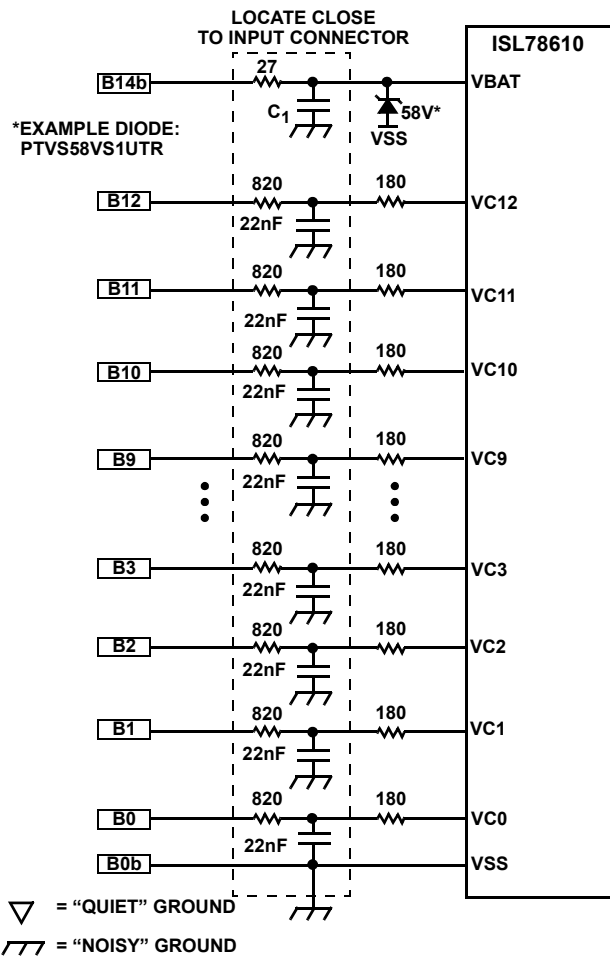 LOCATE CLOSE
TO INPUT CONNECTOR
ISL78610
B14b
27
C1
58V*
VSS
VBAT
*EXAMPLE DIODE:
PTVS58VS1UTR
B12
820
22nF
180
VC12
B11
820
22nF
180
VC11
B10
820
22nF
180
VC10
B9
820
22nF
180
VC9
B3
820
22nF
180
VC3
B2
820
22nF
180
VC2
B1
820
22nF
180
VC1
B0
820
22nF
180
VC0
B0b
VSS
= “QUIET” GROUND
= “NOISY” GROUND